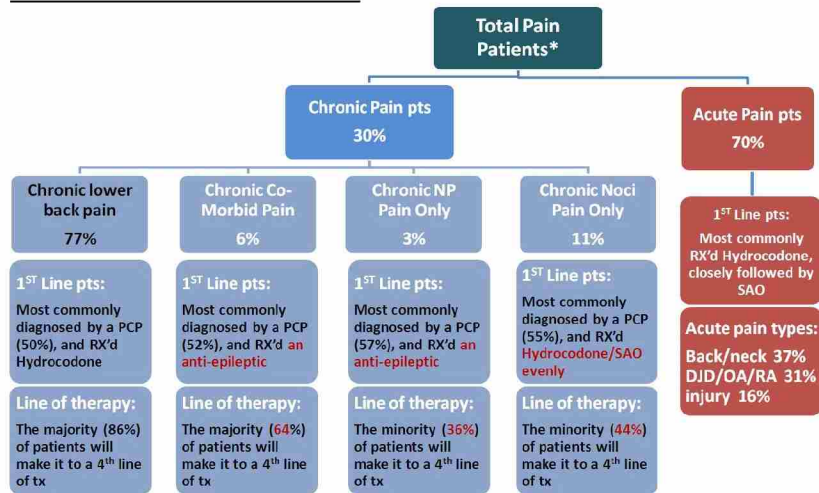 Total Pain
Patients*
Chronic Pain pts
30%
Acute Pain pts
70%
Chronic lower
back pain
77%
Chronic Co-
Morbid Pain
6%
Chronic NP
Pain Only
3%
Chronic Noci
Pain Only
11%
1ST Line pts:
Most commonly
diagnosed by a PCP
(50%), and RX'd
Hydrocodone
1ST Line pts:
Most commonly
diagnosed by a PCP
(52%), and RX'd an
anti-epileptic
1ST Line pts:
Most commonly
diagnosed by a PCP
(57%), and RX'd an
anti-epileptic
1ST Line pts:
Most commonly
diagnosed by a PCP
(55%), and RX'd
Hydrocodone/SAO
evenly
1ST Line pts:
Most commonly
RX'd Hydrocodone,
closely followed by
SAO
Acute pain types:
Back/neck 37%
DJD/OA/RA 31%
injury 16%
Line of therapy:
The majority (86%)
of patients will
make it to a 4th line
of tx
Line of therapy:
The majority (64%)
of patients will
make it to a 4th line
of tx
Line of therapy:
The minority (36%)
of patients will
make it to a 4th line
of tx
Line of therapy:
The minority (44%)
of patients will
make it to a 4th line
of tx